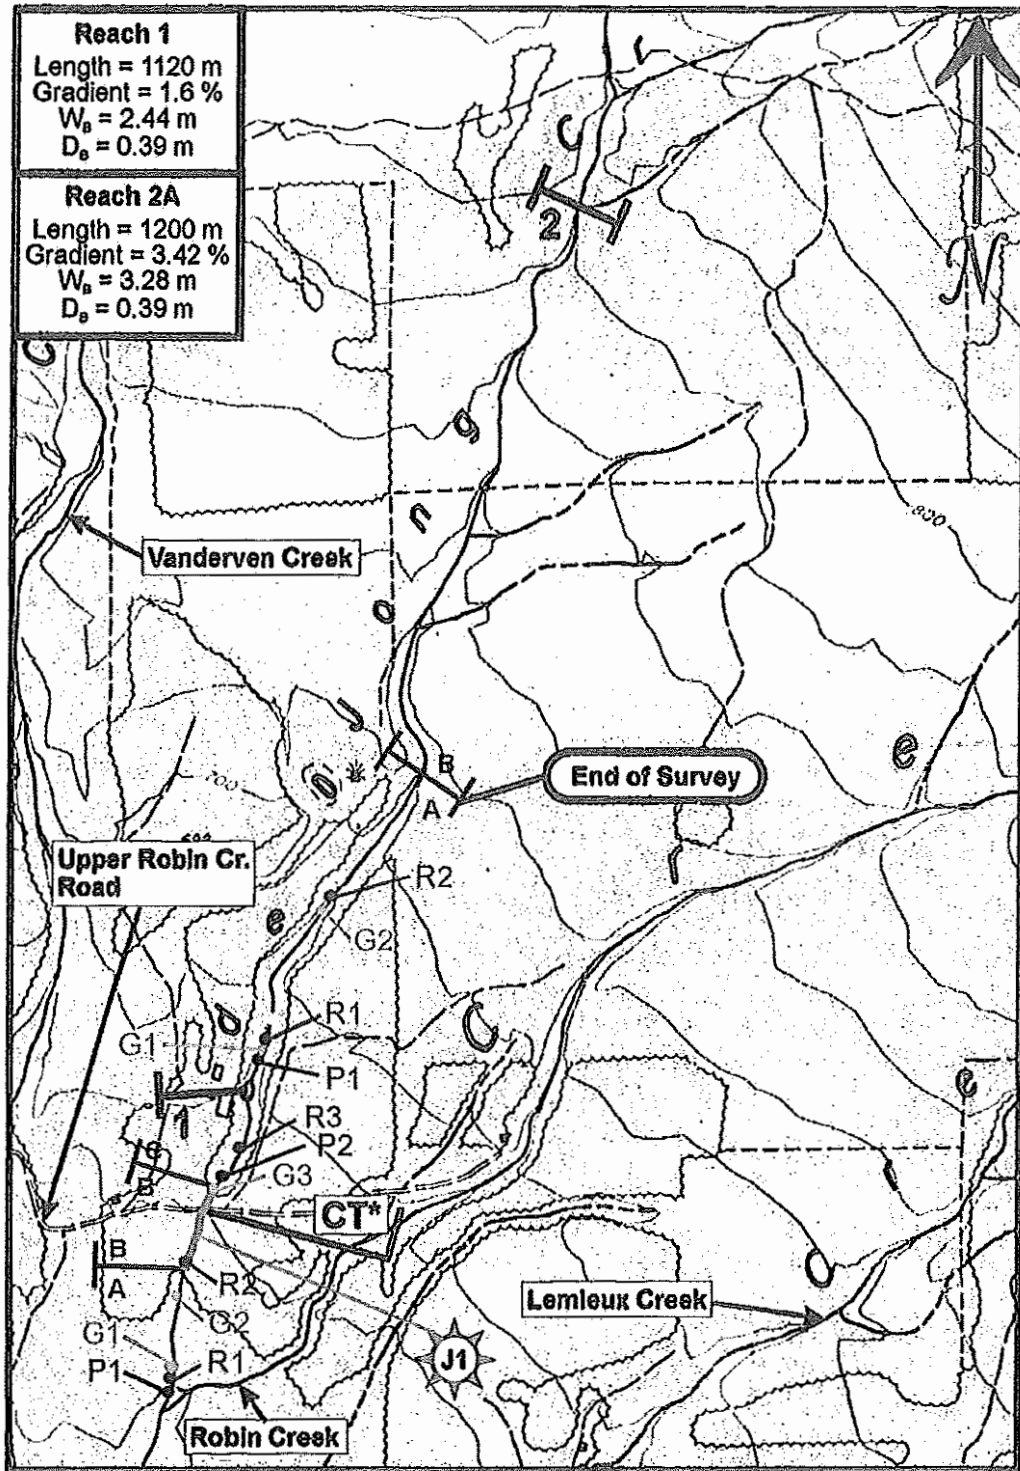 Reach 1
Length = 1120 m
Gradient = 1.6 %
W_B = 2.44 m
D_B = 0.39 m
Reach 2A
Length = 1200 m
Gradient = 3.42 %
W_B = 3.28 m
D_B = 0.39 m
N
C r
2
C
g
n
800
Vanderven Creek
o
J
e
B
End of Survey
A
Upper Robin Cr.
Road
R2
e
G2
d
R1
G1
C
P1
e
1
R3
P2
C
B
G3
l
CT*
B
A
R2
G2
O
Lemieux Creek
G1
R1
P1
J1
Robin Creek